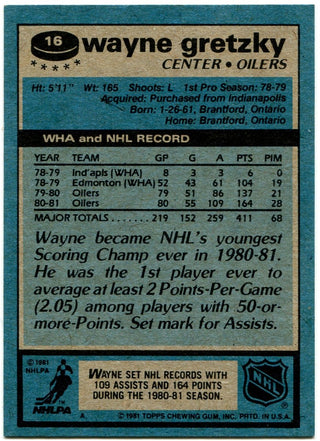 16 wayne gretzky
CENTER • OILERS
Ht: 5'11" Wt: 165 Shoots: L 1st Pro Season: 78-79
Acquired: Purchased from Indianapolis
Born: 1-26-61, Brantford, Ontario
Home: Brantford, Ontario
WHA and NHL RECORD
YEAR TEAM GP G A PTS PIM
78-79 Ind'apls (WHA) 8 3 3 6 0
78-79 Edmonton (WHA) 52 43 61 104 19
79-80 Oilers 79 51 86 137 21
80-81 Oilers 80 55 109 164 28
MAJOR TOTALS ....... 219 152 259 411 68
Wayne became NHL's youngest
Scoring Champ ever in 1980-81.
He was the 1st player ever to
average at least 2 Points-Per-Game
(2.05) among players with 50-or-
more-Points. Set mark for Assists.
© 1981
NHLPA
NHLPA
WAYNE SET NHL RECORDS WITH
109 ASSISTS AND 164 POINTS
DURING THE 1980-81 SEASON.
NHL
A. © 1981 TOPPS CHEWING GUM, INC. PRTD. IN U.S.A.